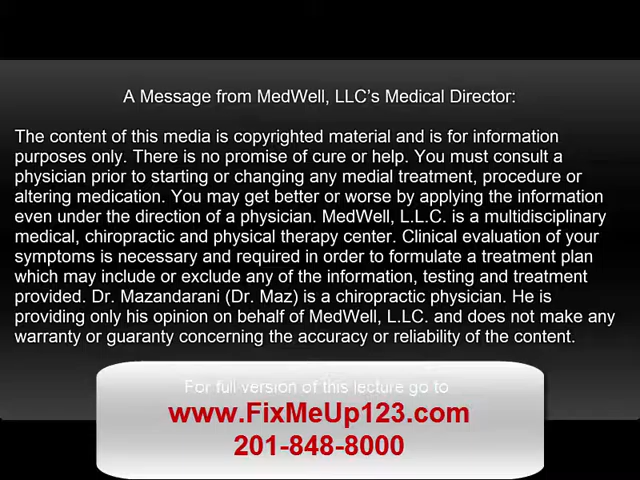 A Message from MedWell, LLC's Medical Director:
The content of this media is copyrighted material and is for information
purposes only. There is no promise of cure or help. You must consult a
physician prior to starting or changing any medial treatment, procedure or
altering medication. You may get better or worse by applying the information
even under the direction of a physician. MedWell, L.L.C. is a multidisciplinary
medical, chiropractic and physical therapy center. Clinical evaluation of your
symptoms is necessary and required in order to formulate a treatment plan
which may include or exclude any of the information, testing and treatment
provided. Dr. Mazandarani (Dr. Maz) is a chiropractic physician. He is
providing only his opinion on behalf of MedWell, L.LC. and does not make any
warranty or guaranty concerning the accuracy or reliability of the content.
For full version of this lecture go to
www.FixMeUp123.com
201-848-8000